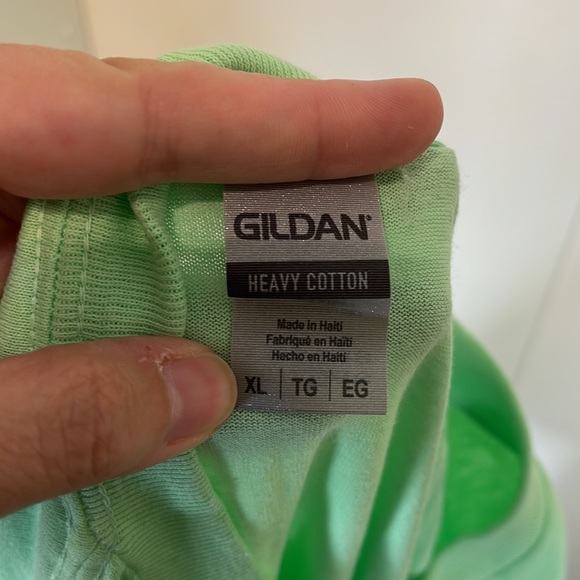 GILDAN®
HEAVY COTTON
Made in Haiti
Fabriqué en Haïti
Hecho en Haití
XL | TG | EG